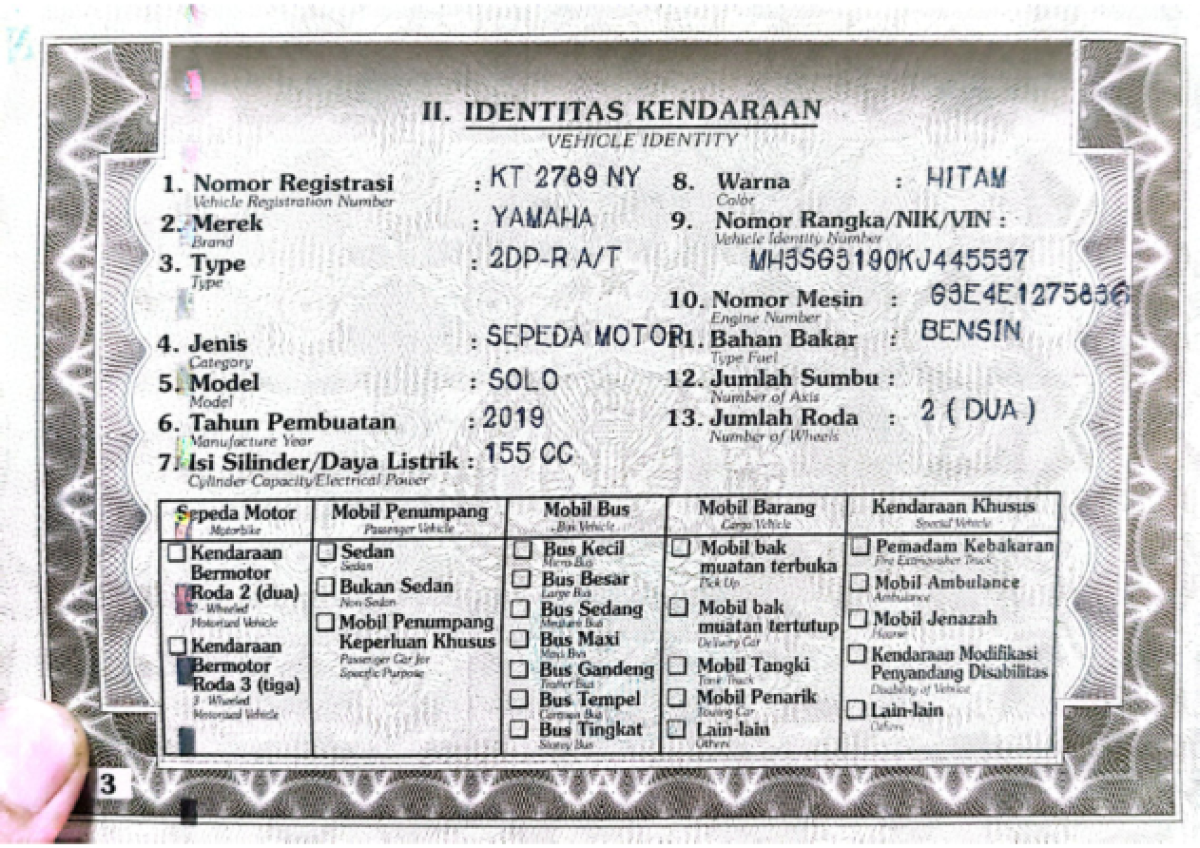 II. IDENTITAS KENDARAAN
VEHICLE IDENTITY
1. Nomor Registrasi : KT 2789 NY
Vehicle Registration Number
2. Merek : YAMAHA
Brand
3. Type : 2DP-R A/T
Type
4. Jenis : SEPEDA MOTOR
Category
5. Model : SOLO
Model
6. Tahun Pembuatan : 2019
Manufacture Year
7. Isi Silinder/Daya Listrik : 155 CC
Cylinder Capacity/Electrical Power
8. Warna : HITAM
Color
9. Nomor Rangka/NIK/VIN :
Vehicle Identity Number
MH3SG3190KJ445537
10. Nomor Mesin : G3E4E1275836
Engine Number
11. Bahan Bakar : BENSIN
Type Fuel
12. Jumlah Sumbu :
Number of Axis
13. Jumlah Roda : 2 ( DUA )
Number of Wheels
Sepeda Motor
Motorbike
Kendaraan
Bermotor
Roda 2 (dua)
2 - Wheeled
Motorized Vehicle
Kendaraan
Bermotor
Roda 3 (tiga)
3 - Wheeled
Motorized Vehicle
Mobil Penumpang
Passenger Vehicle
Sedan
Sedan
Bukan Sedan
Non Sedan
Mobil Penumpang
Keperluan Khusus
Passenger Car for
Specific Purpose
Mobil Bus
Bus Vehicle
Bus Kecil
Micro Bus
Bus Besar
Large Bus
Bus Sedang
Medium Bus
Bus Maxi
Maxi Bus
Bus Gandeng
Trailer Bus
Bus Tempel
Bus
Bus Tingkat
Storey Bus
Mobil Barang
Cargo Vehicle
Mobil bak
muatan terbuka
Pick Up
Mobil bak
muatan tertutup
Delivery Car
Mobil Tangki
Tank Truck
Mobil Penarik
Towing Car
Lain-lain
Others
Kendaraan Khusus
Special Vehicle
Pemadam Kebakaran
Fire Extinguisher Truck
Mobil Ambulance
Ambulance
Mobil Jenazah
Hearse
Kendaraan Modifikasi
Penyandang Disabilitas
Disability of Vehicle
Lain-lain
Others
3